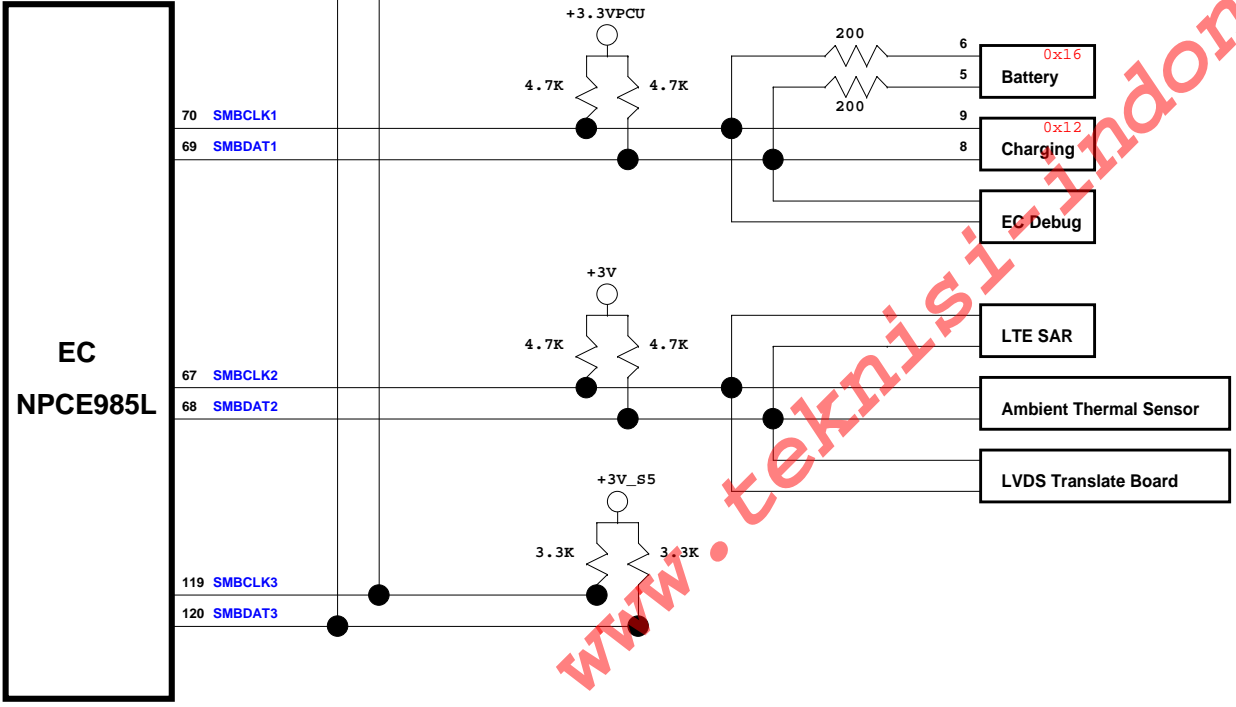 +3.3VPCU
4.7K
4.7K
200
200
6
5
0x16
Battery
70 SMBCLK1
69 SMBDAT1
9
8
0x12
Charging
EC Debug
+3V
4.7K
4.7K
LTE SAR
EC
NPCE985L
67 SMBCLK2
68 SMBDAT2
Ambient Thermal Sensor
LVDS Translate Board
+3V_S5
3.3K
3.3K
119 SMBCLK3
120 SMBDAT3
www.teknisi-indon